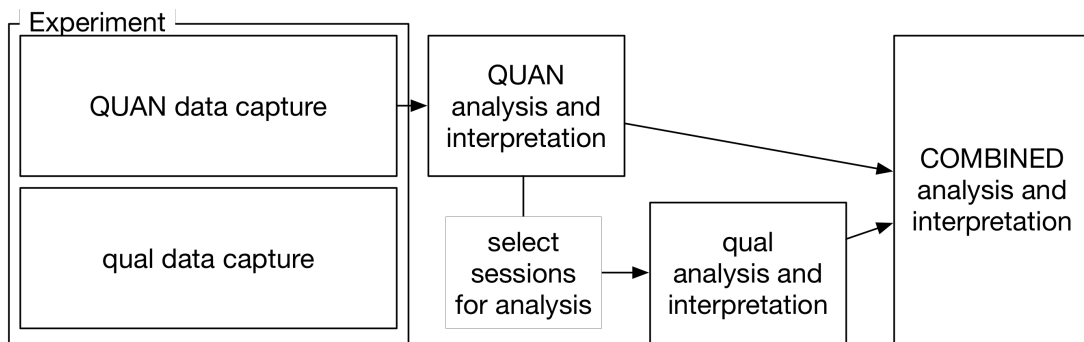 Experiment
QUAN data capture
qual data capture
QUAN
analysis and
interpretation
select
sessions
for analysis
qual
analysis and
interpretation
COMBINED
analysis and
interpretation